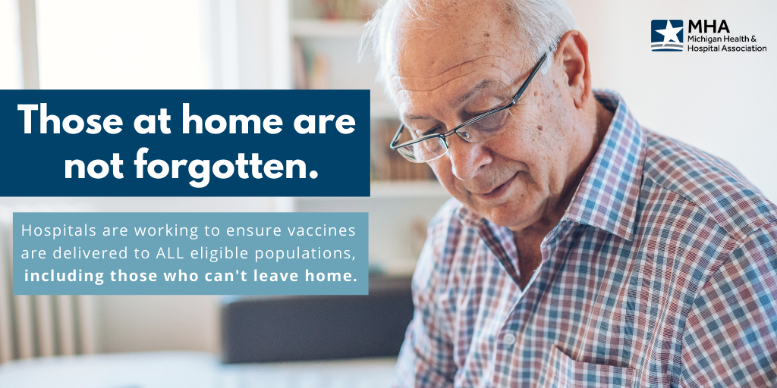 MHA
Michigan Health &
Hospital Association
Those at home are
not forgotten.
Hospitals are working to ensure vaccines
are delivered to ALL eligible populations,
including those who can't leave home.